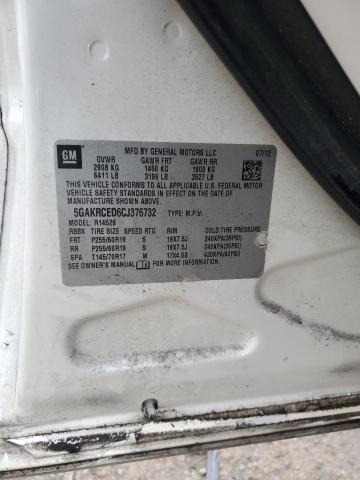 GM
MFD BY GENERAL MOTORS LLC 07/12
GVWR GAWR FRT GAWR RR
2908 KG 1450 KG 1600 KG
6411 LB 3196 LB 3527 LB
THIS VEHICLE CONFORMS TO ALL APPLICABLE U.S. FEDERAL MOTOR
VEHICLE SAFETY STANDARDS IN EFFECT ON THE DATE
OF MANUFACTURE SHOWN ABOVE.
5GAKRCED6CJ376732 TYPE: M.P.V.
MODEL: R14526
RBBX TIRE SIZE SPEED RTG RIM COLD TIRE PRESSURE
FRT P255/60R19 S 19X7.5J 240KPA(35PSI)
RR P255/60R19 S 19X7.5J 240KPA(35PSI)
SPA T145/70R17 M 17X4.5B 420KPA(60PSI)
SEE OWNER'S MANUAL FOR MORE INFORMATION.